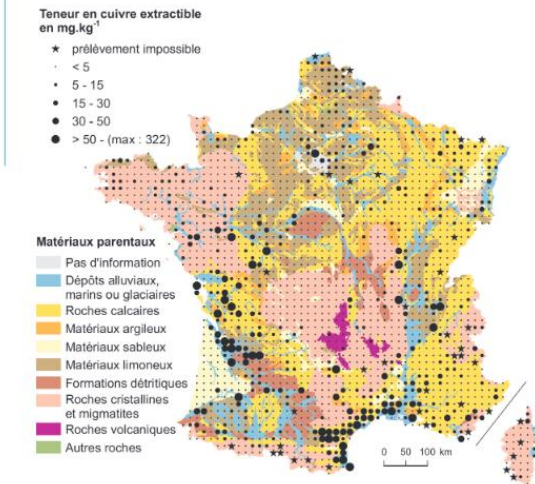 Teneur en cuivre extractible
en mg.kg⁻¹
prélèvement impossible
< 5
5 - 15
15 - 30
30 - 50
> 50 - (max : 322)
Matériaux parentaux
Pas d'information
Dépôts alluviaux,
marins ou glaciaires
Roches calcaires
Matériaux argileux
Matériaux sableux
Matériaux limoneux
Formations détritiques
Roches cristallines
et migmatites
Roches volcaniques
Autres roches
0 50 100 km